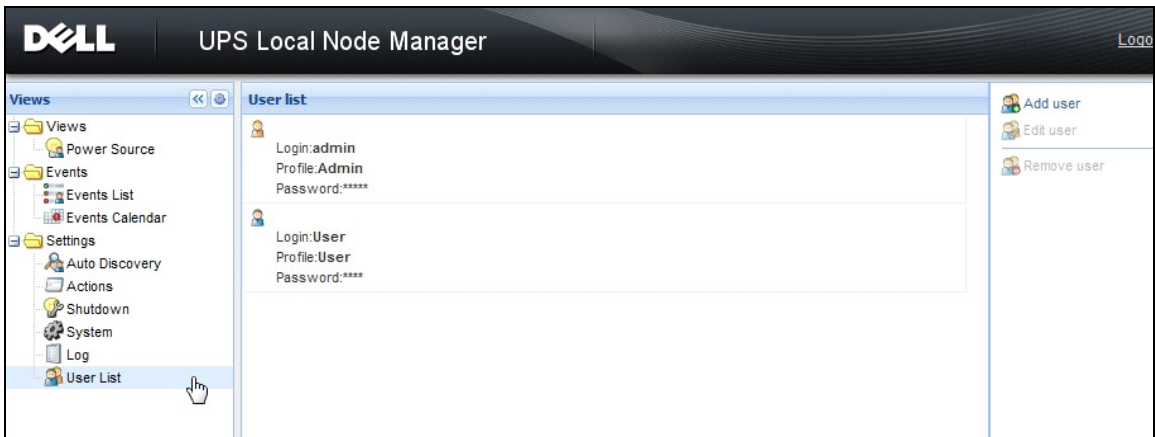 DELL
UPS Local Node Manager
Logo
Views
User list
Views
Power Source
Events
Events List
Events Calendar
Settings
Auto Discovery
Actions
Shutdown
System
Log
User List
Login:admin
Profile:Admin
Password:*****
Login:User
Profile:User
Password:****
Add user
Edit user
Remove user